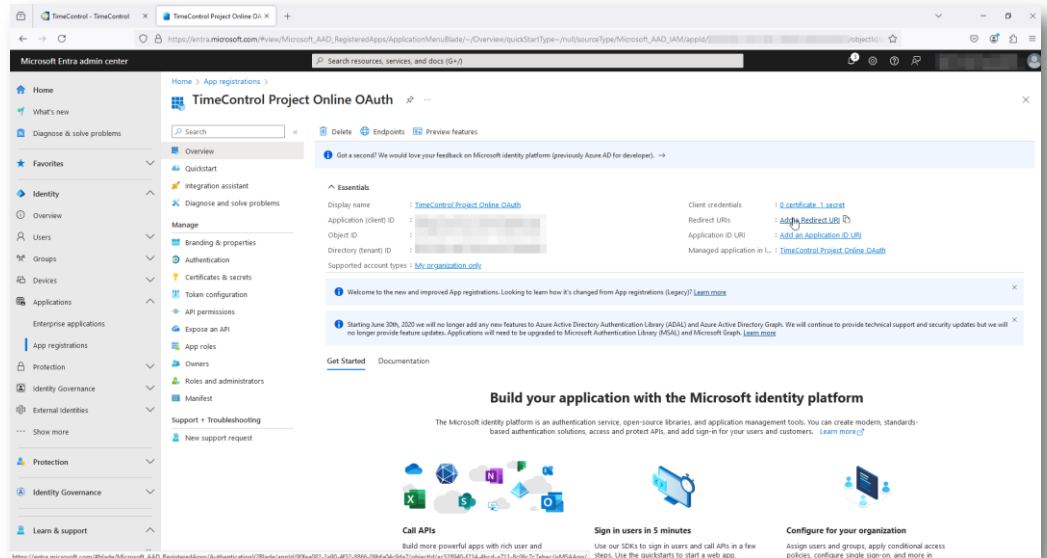 TimeControl - TimeControl
TimeControl Project Online OA
https://entra.microsoft.com/#view/Microsoft_AAD_RegisteredApps/ApplicationMenuBlade/~/Overview/quickStartType~/null/sourceType/Microsoft_AAD_IAM/appId/
/objectId
Microsoft Entra admin center
Search resources, services, and docs (G+/)
Home > App registrations >
TimeControl Project Online OAuth
Home
What's new
Diagnose & solve problems
Favorites
Identity
Overview
Users
Groups
Devices
Applications
Enterprise applications
App registrations
Protection
Identity Governance
External Identities
Show more
Protection
Identity Governance
Learn & support
Search
Overview
Quickstart
Integration assistant
Diagnose and solve problems
Manage
Branding & properties
Authentication
Certificates & secrets
Token configuration
API permissions
Expose an API
App roles
Owners
Roles and administrators
Manifest
Support + Troubleshooting
New support request
Delete Endpoints Preview features
Got a second? We would love your feedback on Microsoft identity platform (previously Azure AD for developer). →
Essentials
Display name : TimeControl Project Online OAuth
Application (client) ID :
Object ID :
Directory (tenant) ID :
Supported account types : My organization only
Client credentials : 0 certificate, 1 secret
Redirect URIs : Add a Redirect URI
Application ID URI : Add an Application ID URI
Managed application in l... : TimeControl Project Online OAuth
Welcome to the new and improved App registrations. Looking to learn how it's changed from App registrations (Legacy)? Learn more
Starting June 30th, 2020 we will no longer add any new features to Azure Active Directory Authentication Library (ADAL) and Azure Active Directory Graph. We will continue to provide technical support and security updates but we will
no longer provide feature updates. Applications will need to be upgraded to Microsoft Authentication Library (MSAL) and Microsoft Graph. Learn more
Get Started Documentation
Build your application with the Microsoft identity platform
The Microsoft identity platform is an authentication service, open-source libraries, and application management tools. You can create modern, standards-
based authentication solutions, access and protect APIs, and add sign-in for your users and customers. Learn more
Call APIs
Build more powerful apps with rich user and
Sign in users in 5 minutes
Use our SDKs to sign in users and call APIs in a few
steps. Use the quickstarts to start a web app,
Configure for your organization
Assign users and groups, apply conditional access
policies, configure single sign-on, and more in